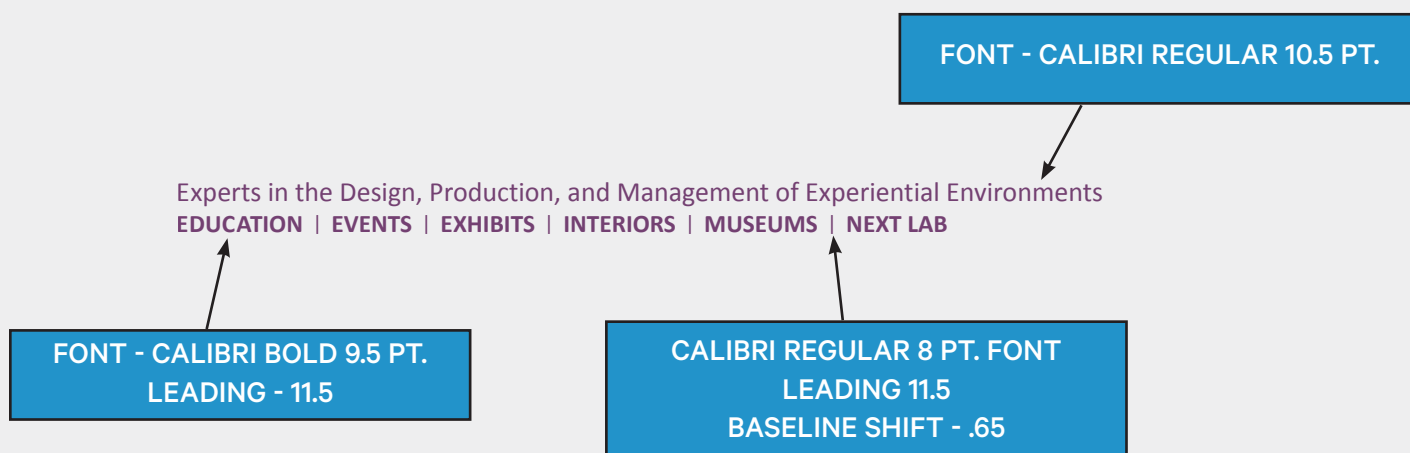 FONT - CALIBRI REGULAR 10.5 PT.
Experts in the Design, Production, and Management of Experiential Environments
EDUCATION | EVENTS | EXHIBITS | INTERIORS | MUSEUMS | NEXT LAB
FONT - CALIBRI BOLD 9.5 PT.
LEADING - 11.5
CALIBRI REGULAR 8 PT. FONT
LEADING 11.5
BASELINE SHIFT - .65